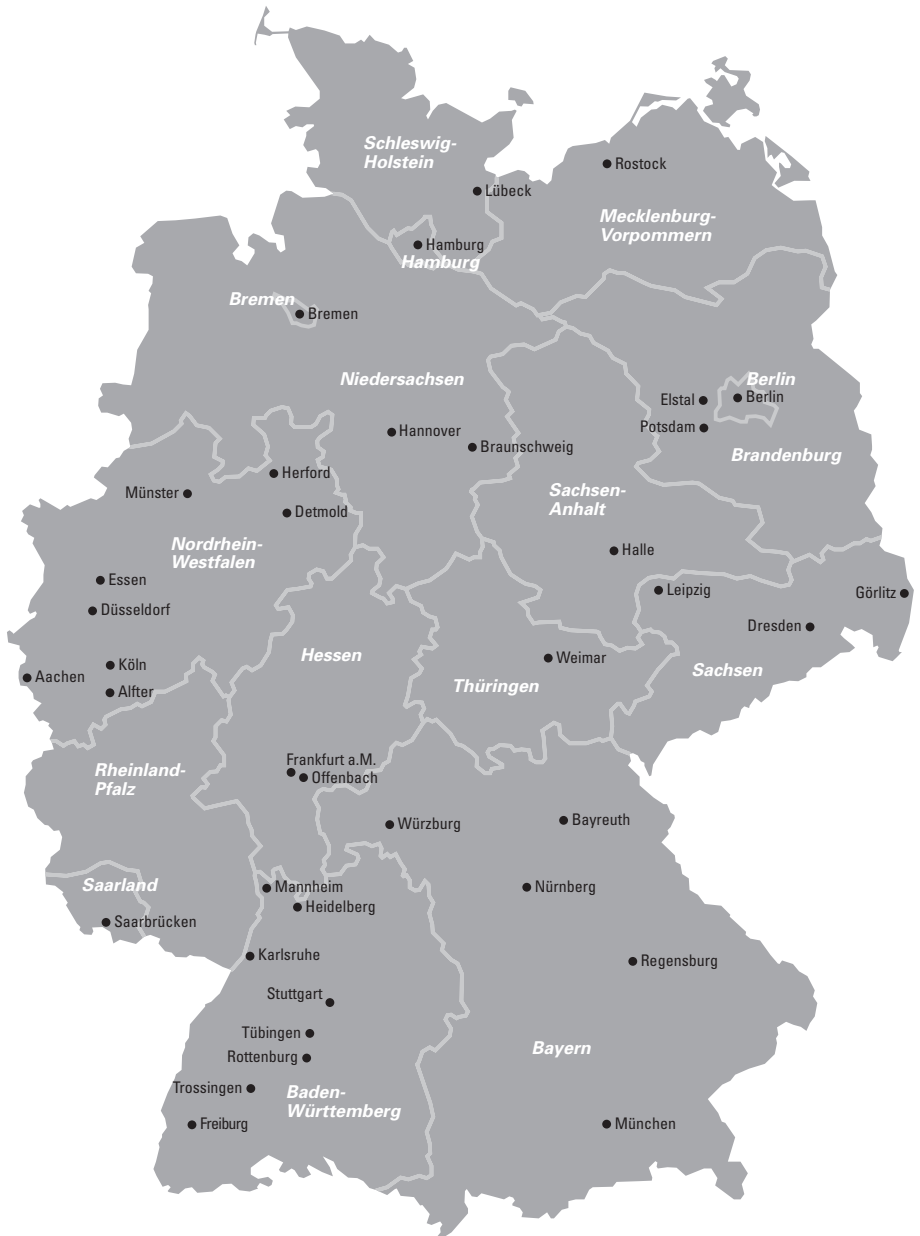 Schleswig-
Holstein
Rostock
Lübeck
Mecklenburg-
Vorpommern
Hamburg
Hamburg
Bremen
Bremen
Niedersachsen
Berlin
Elstal
Berlin
Potsdam
Hannover
Braunschweig
Brandenburg
Herford
Münster
Sachsen-
Anhalt
Detmold
Nordrhein-
Westfalen
Halle
Essen
Leipzig
Görlitz
Düsseldorf
Dresden
Hessen
Weimar
Köln
Sachsen
Aachen
Thüringen
Alfter
Frankfurt a.M.
Offenbach
Rheinland-
Pfalz
Würzburg
Bayreuth
Saarland
Mannheim
Nürnberg
Heidelberg
Saarbrücken
Karlsruhe
Regensburg
Stuttgart
Tübingen
Bayern
Rottenburg
Trossingen
Baden-
Württemberg
Freiburg
München